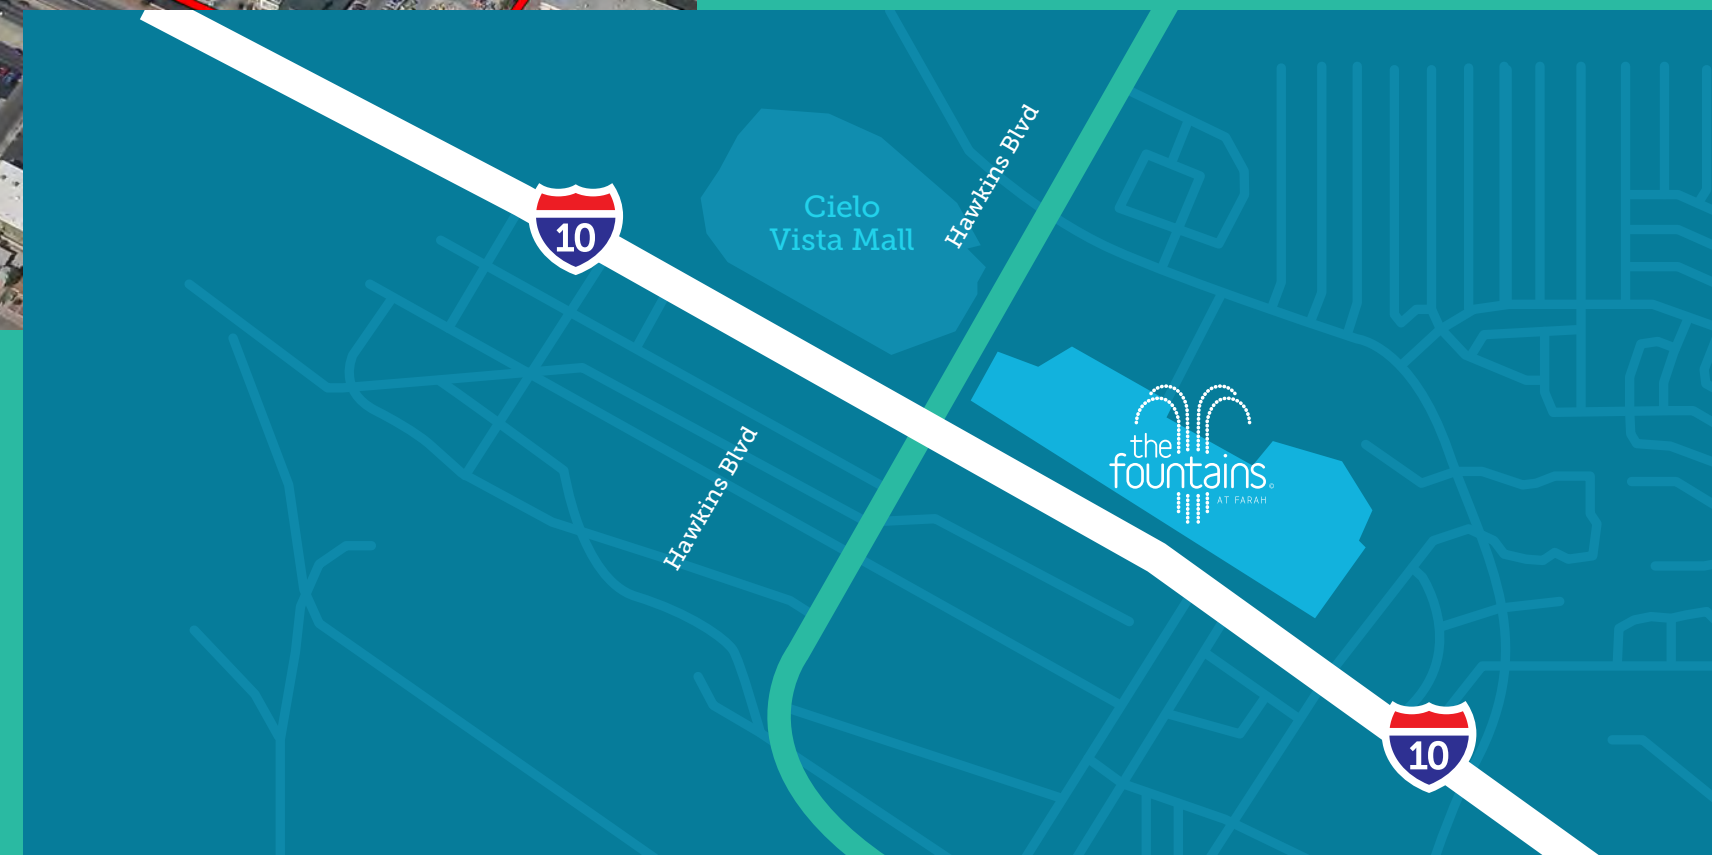 Hawkins Blvd
Cielo
Vista Mall
10
the
fountains
AT FARAH
Hawkins Blvd
10